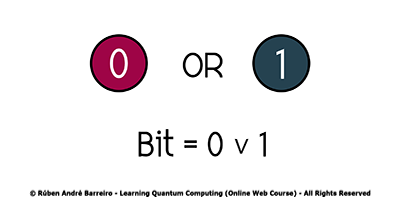 0 OR 1
Bit = 0 v 1
© Rúben André Barreiro - Learning Quantum Computing (Online Web Course) - All Rights Reserved